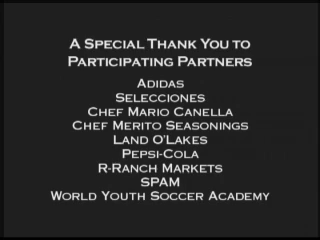 A Special Thank You to
Participating Partners
Adidas
Selecciones
Chef Mario Canella
Chef Merito Seasonings
Land O'Lakes
Pepsi-Cola
R-Ranch Markets
SPAM
World Youth Soccer Academy